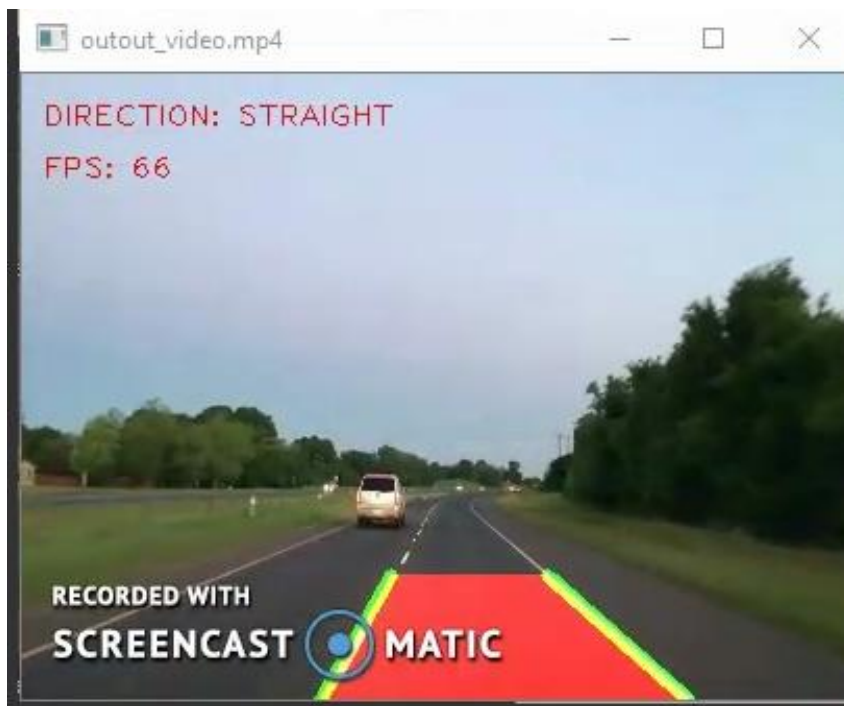 outout_video.mp4
DIRECTION: STRAIGHT
FPS: 66
RECORDED WITH
SCREENCAST MATIC